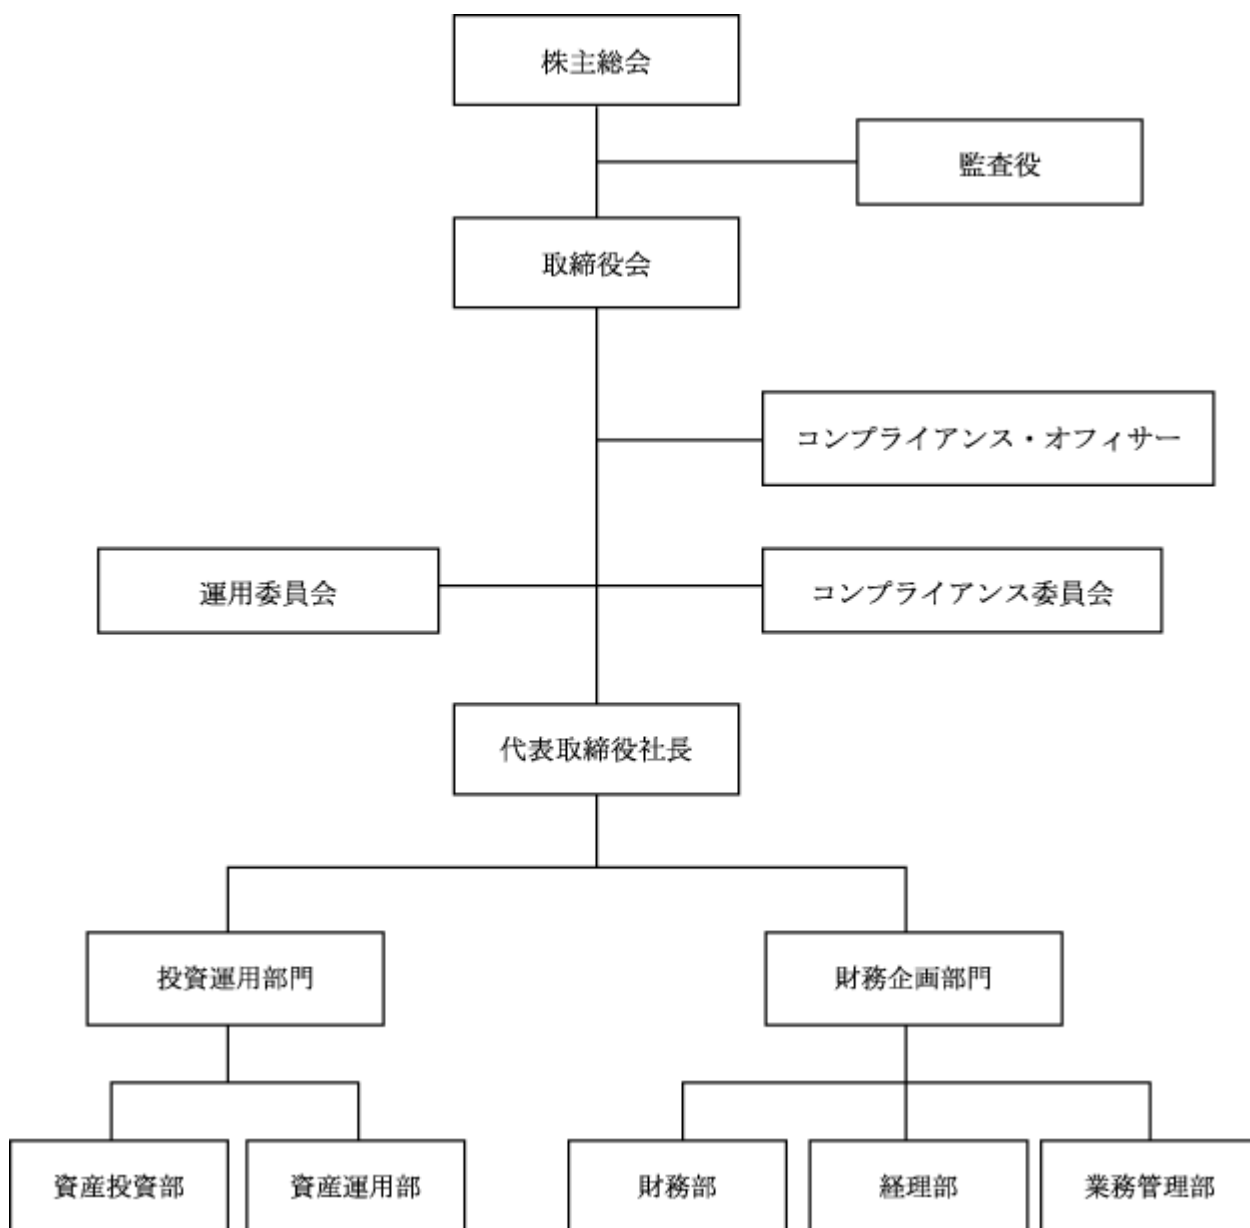 株主総会
監査役
取締役会
コンプライアンス・オフィサー
運用委員会
コンプライアンス委員会
代表取締役社長
投資運用部門
財務企画部門
資産投資部
資産運用部
財務部
経理部
業務管理部